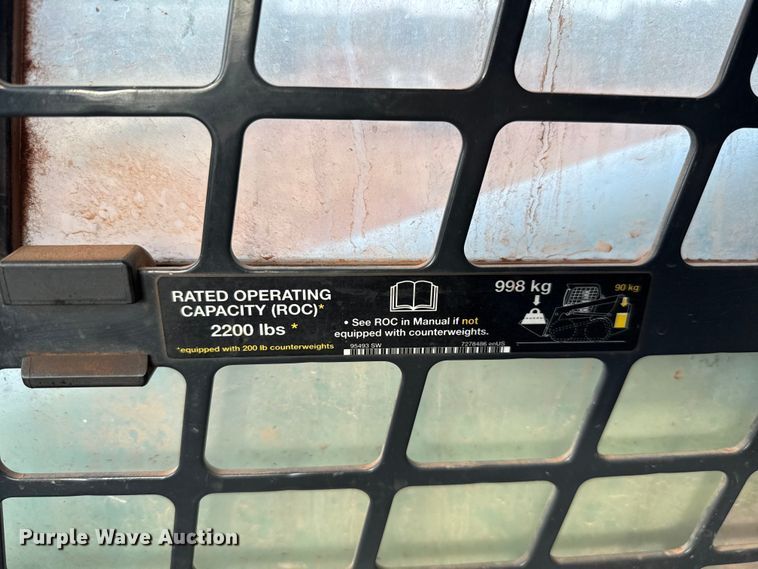 RATED OPERATING
CAPACITY (ROC)*
2200 lbs *
*equipped with 200 lb counterweights
• See ROC in Manual if not
equipped with counterweights.
95493 SW
7278486 enUS
998 kg
90 kg
Purple Wave Auction®